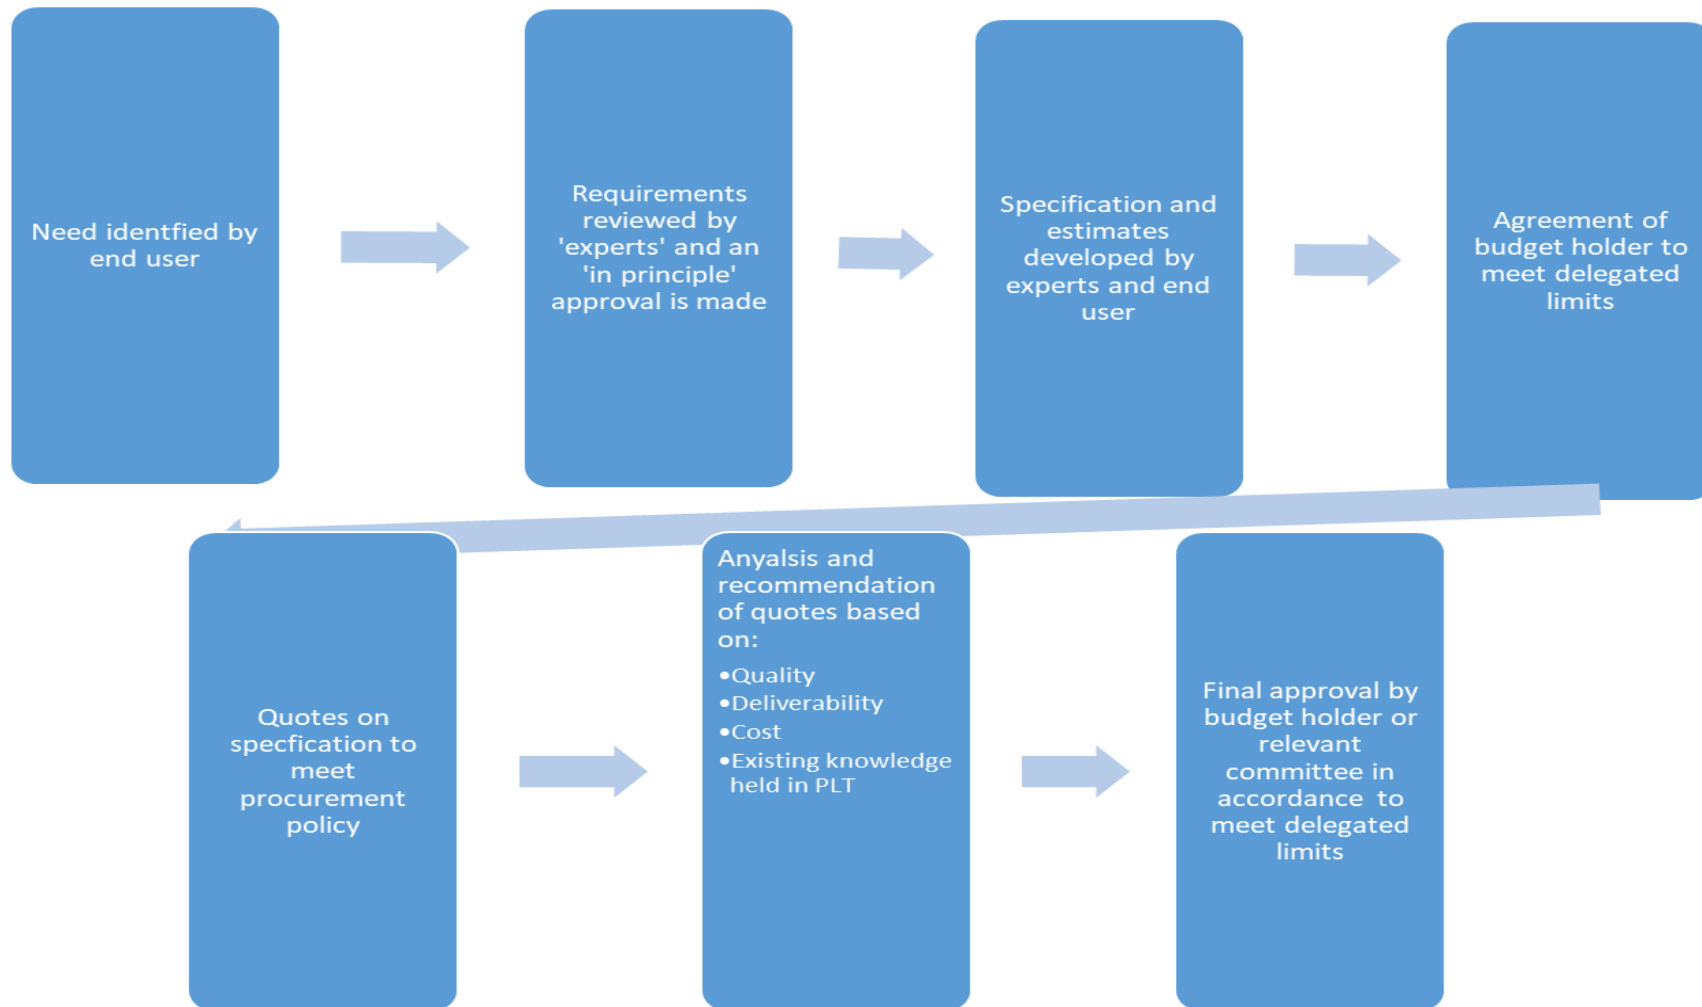 Need identfied by
end user
Requirements
reviewed by
'experts' and an
'in principle'
approval is made
Specification and
estimates
developed by
experts and end
user
Agreement of
budget holder to
meet delegated
limits
Quotes on
specfication to
meet
procurement
policy
Anyalsis and
recommendation
of quotes based
on:
•Quality
•Deliverability
•Cost
•Existing knowledge
held in PLT
Final approval by
budget holder or
relevant
committee in
accordance to
meet delegated
limits